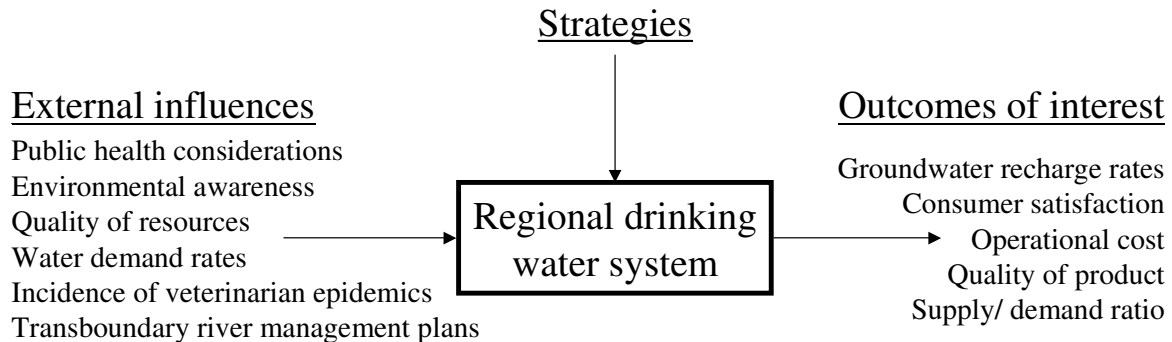 Strategies
External influences
Public health considerations
Environmental awareness
Quality of resources
Water demand rates
Incidence of veterinarian epidemics
Transboundary river management plans
Regional drinking
water system
Outcomes of interest
Groundwater recharge rates
Consumer satisfaction
Operational cost
Quality of product
Supply/ demand ratio